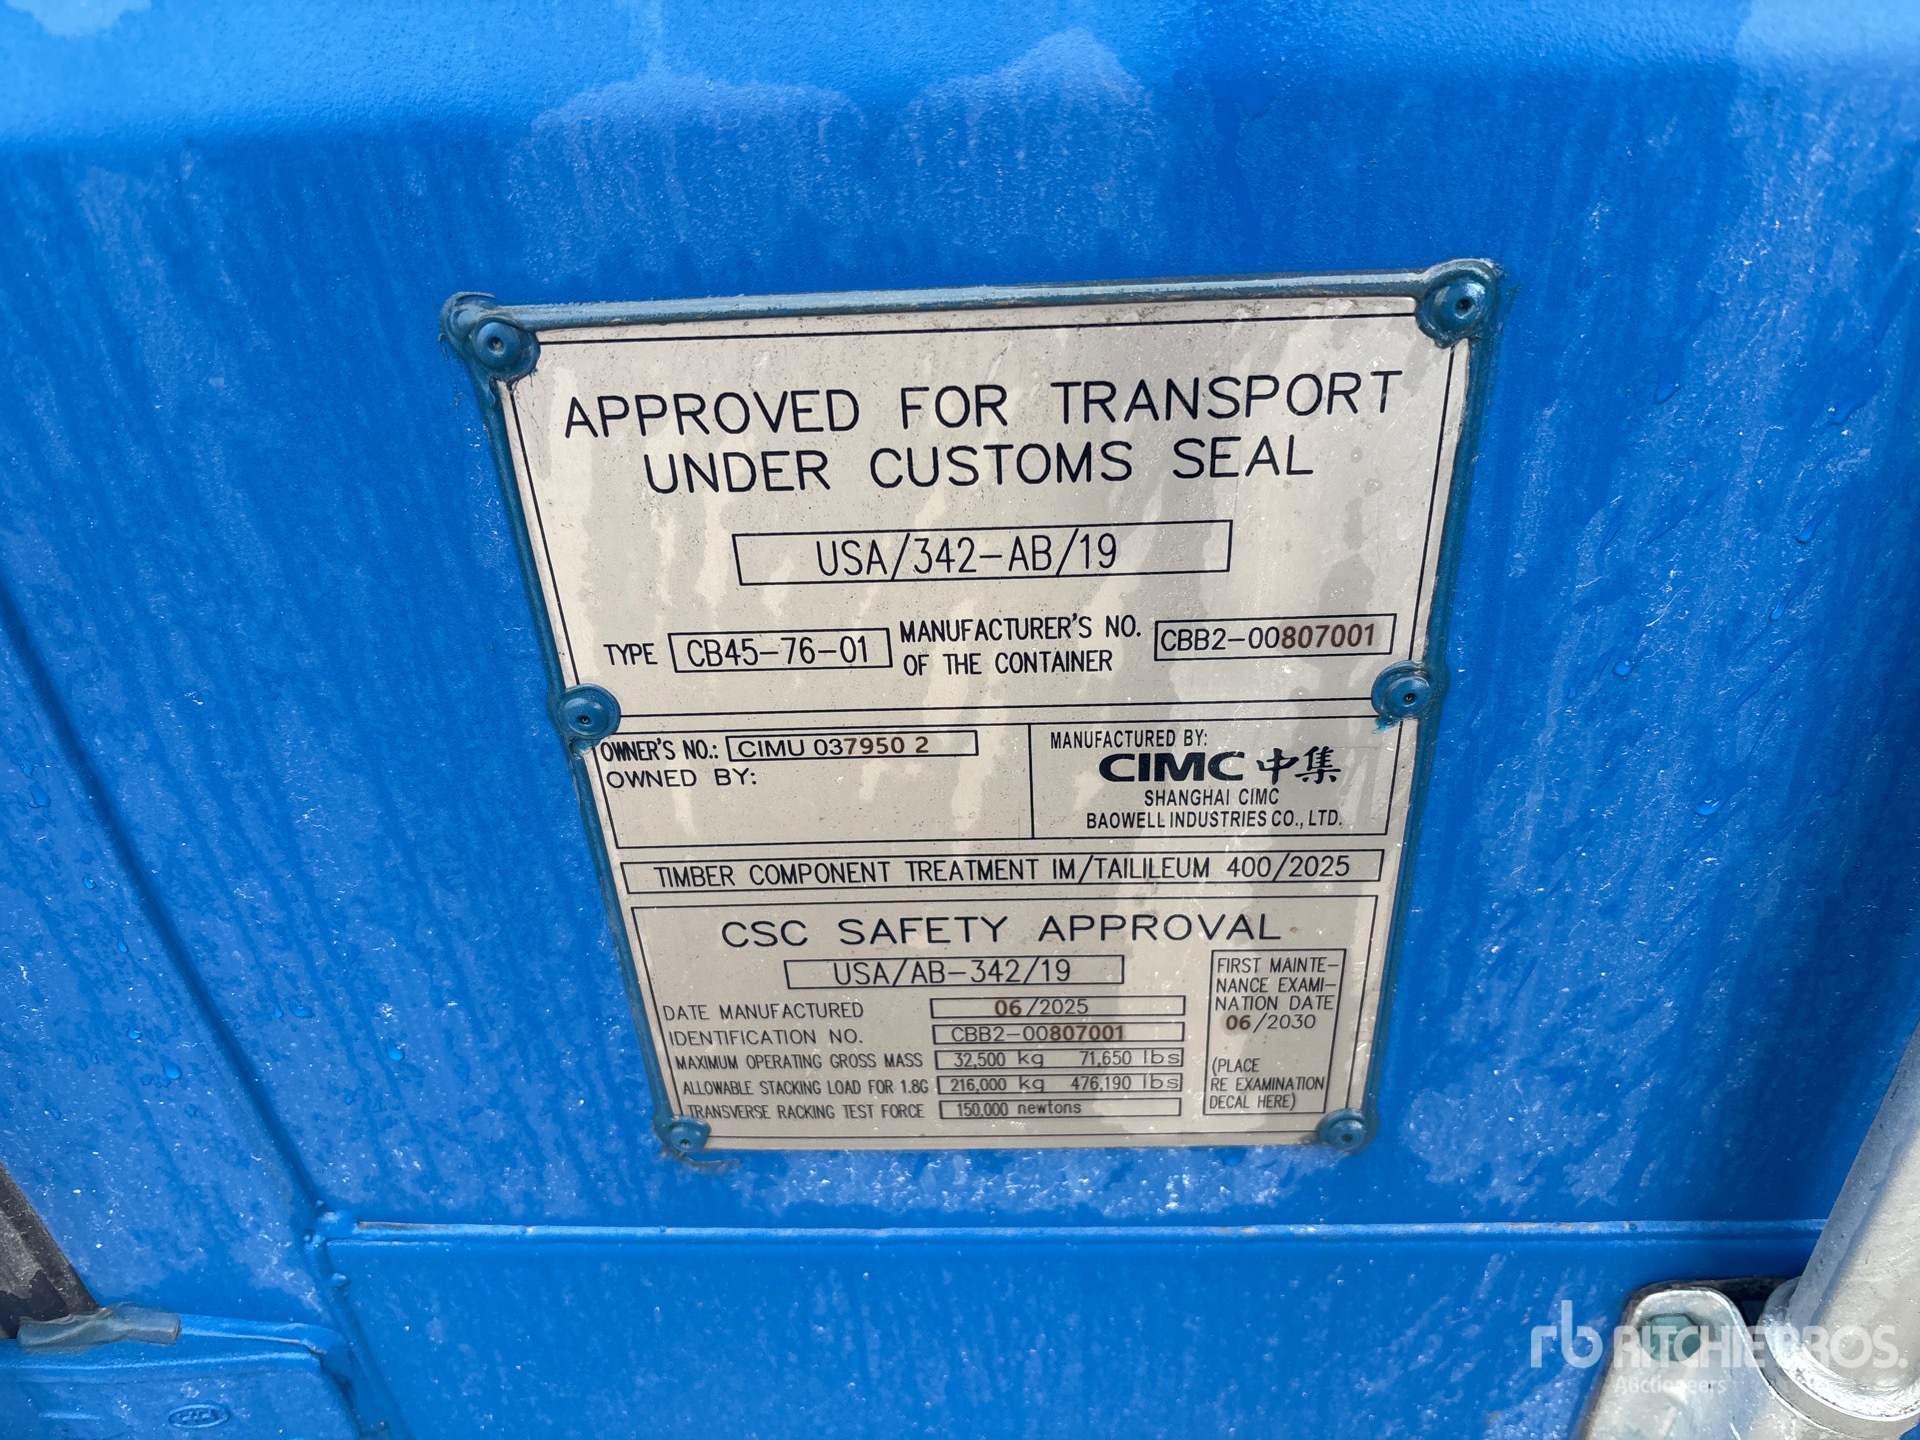 APPROVED FOR TRANSPORT
UNDER CUSTOMS SEAL
USA/342-AB/19
TYPE CB45-76-01 MANUFACTURER'S NO. OF THE CONTAINER CBB2-00807001
OWNER'S NO.: CIMU 037950 2
OWNED BY:
MANUFACTURED BY:
CIMC 中集
SHANGHAI CIMC
BAOWELL INDUSTRIES CO., LTD.
TIMBER COMPONENT TREATMENT IM/TAILILEUM 400/2025
CSC SAFETY APPROVAL
USA/AB-342/19
DATE MANUFACTURED 06/2025
IDENTIFICATION NO. CBB2-00807001
MAXIMUM OPERATING GROSS MASS 32,500 kg 71,650 lbs
ALLOWABLE STACKING LOAD FOR 1.8G 216,000 kg 476,190 lbs
TRANSVERSE RACKING TEST FORCE 150,000 newtons
FIRST MAINTE-
NANCE EXAMI-
NATION DATE
06/2030
(PLACE
RE EXAMINATION
DECAL HERE)
rb RITCHIE BROS.
Auctioneers